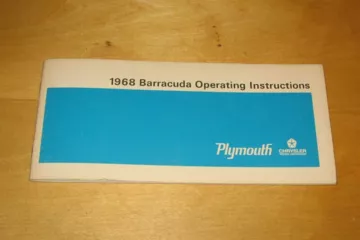 1968 Barracuda Operating Instructions
Plymouth
CHRYSLER